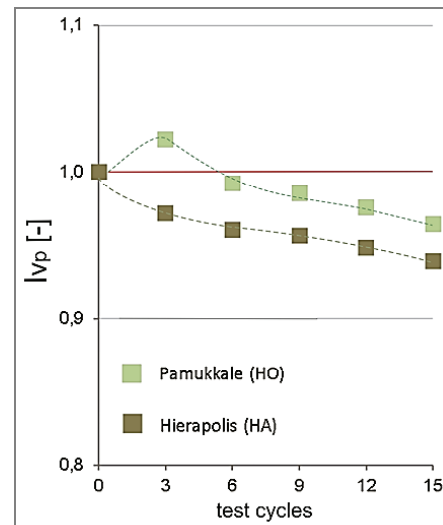 1,1
1,0
0,9
0,8
Ivp [-]
Pamukkale (HO)
Hierapolis (HA)
0 3 6 9 12 15
test cycles